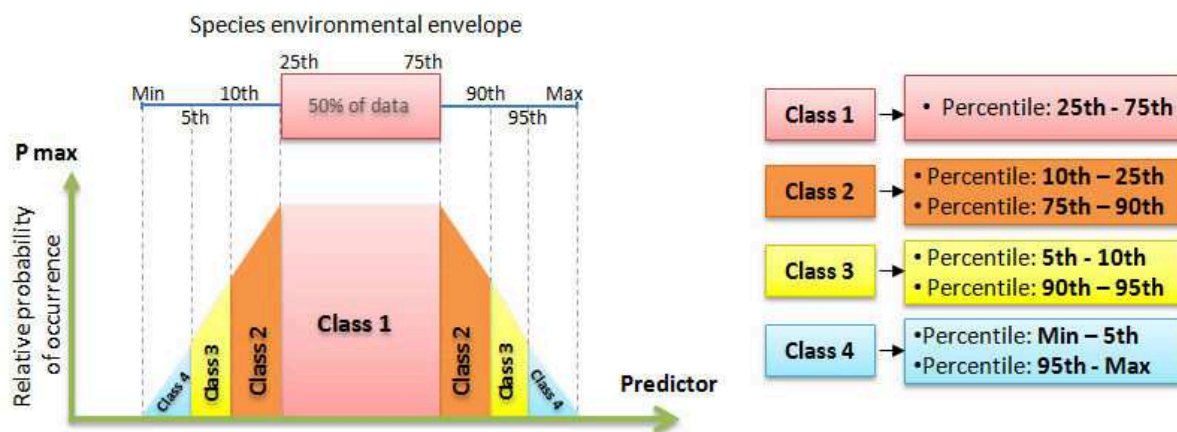 Species environmental envelope
25th 75th
Min 10th 50% of data 90th Max
5th 95th
P max
Relative probability
of occurrence
Class 4
Class 3
Class 2
Class 1
Class 2
Class 3
Class 4
Predictor
Class 1
• Percentile: 25th - 75th
Class 2
• Percentile: 10th – 25th
• Percentile: 75th – 90th
Class 3
• Percentile: 5th - 10th
• Percentile: 90th – 95th
Class 4
•Percentile: Min – 5th
•Percentile: 95th - Max